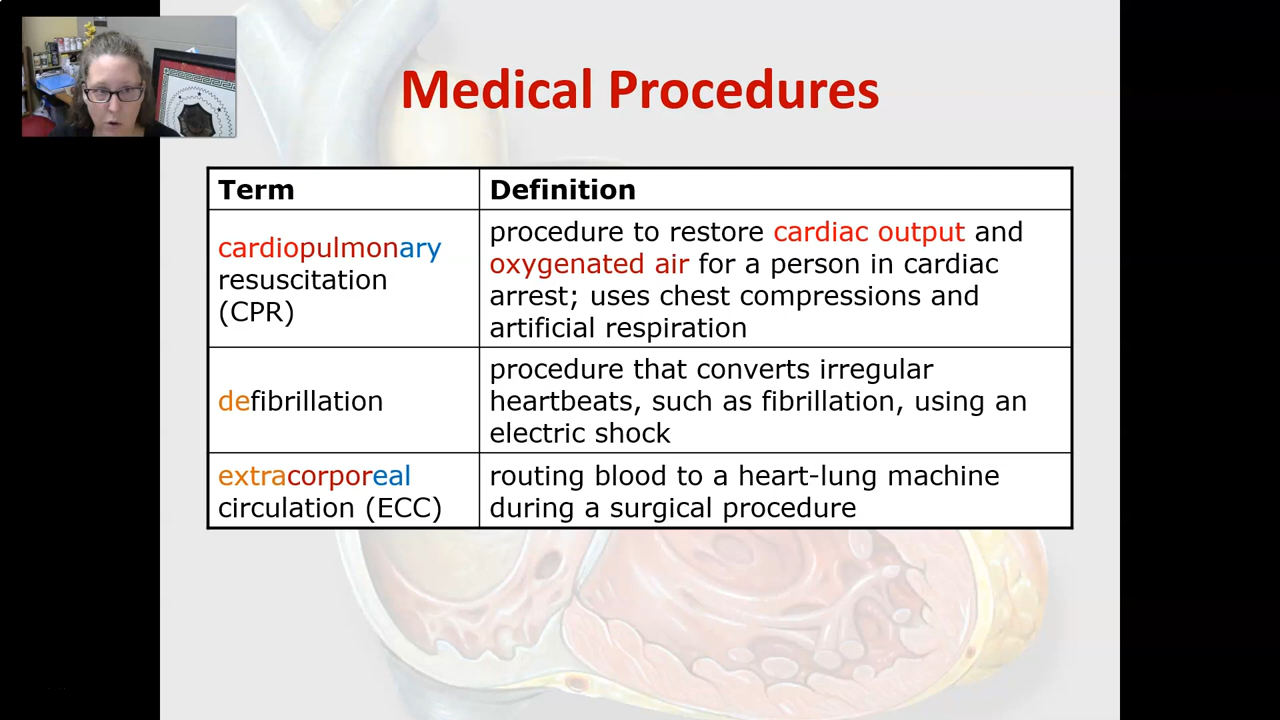 Medical Procedures
Term
Definition
cardiopulmonary
resuscitation
(CPR)
procedure to restore cardiac output and
oxygenated air for a person in cardiac
arrest; uses chest compressions and
artificial respiration
defibrillation
procedure that converts irregular
heartbeats, such as fibrillation, using an
electric shock
extracorporeal
circulation (ECC)
routing blood to a heart-lung machine
during a surgical procedure